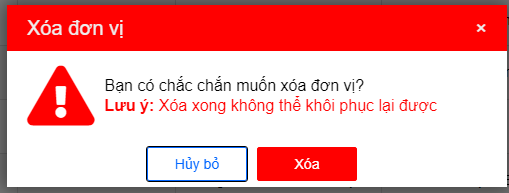 Xóa đơn vị
Bạn có chắc chắn muốn xóa đơn vị?
Lưu ý: Xóa xong không thể khôi phục lại được
Hủy bỏ Xóa